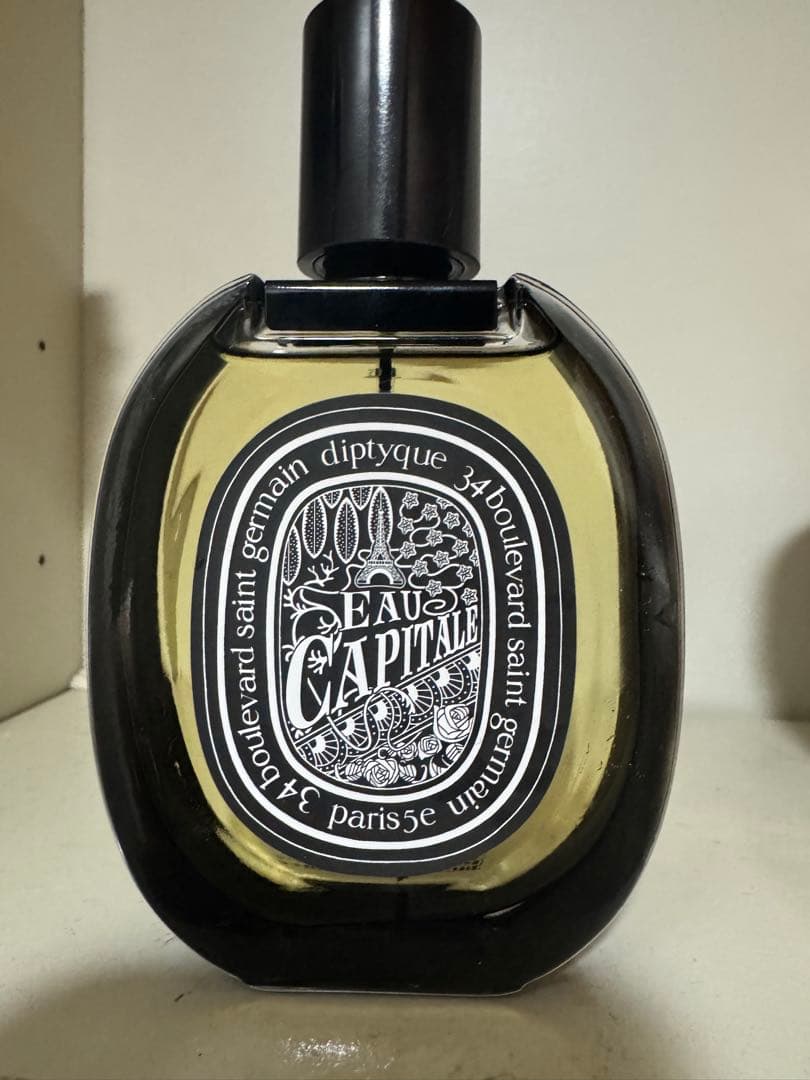 diptyque 34 boulevard saint germain paris 5e 34 boulevard saint germain
EAU
CAPITALE